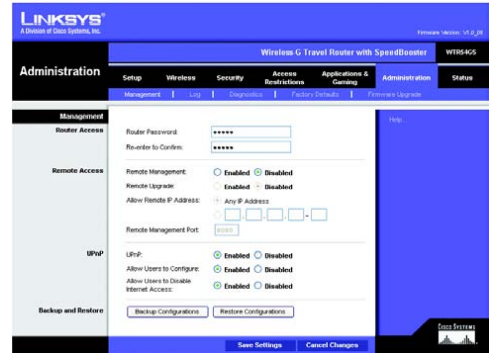 LINKSYS®
A Division of Cisco Systems, Inc.
Firmware Version: V1.0_01
Wireless-G Travel Router with SpeedBooster WTR54GS
Administration
Setup Wireless Security Access Restrictions Applications & Gaming Administration Status
Management | Log | Diagnostics | Factory Defaults | Firmware Upgrade
Management
Help...
Router Access
Router Password:
Re-enter to Confirm:
Remote Access
Remote Management: Enabled Disabled
Remote Upgrade: Enabled Disabled
Allow Remote IP Address: Any IP Address
Remote Management Port: 8080
UPnP
UPnP: Enabled Disabled
Allow Users to Configure: Enabled Disabled
Allow Users to Disable
Internet Access: Enabled Disabled
Backup and Restore
Backup Configurations Restore Configurations
Cisco Systems
Save Settings Cancel Changes